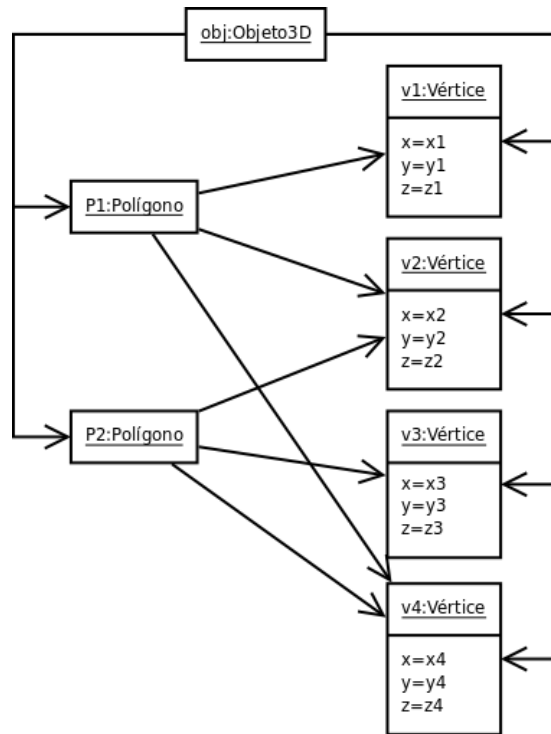 obj:Objeto3D
v1:Vértice
x=x1
y=y1
z=z1
P1:Polígono
v2:Vértice
x=x2
y=y2
z=z2
P2:Polígono
v3:Vértice
x=x3
y=y3
z=z3
v4:Vértice
x=x4
y=y4
z=z4